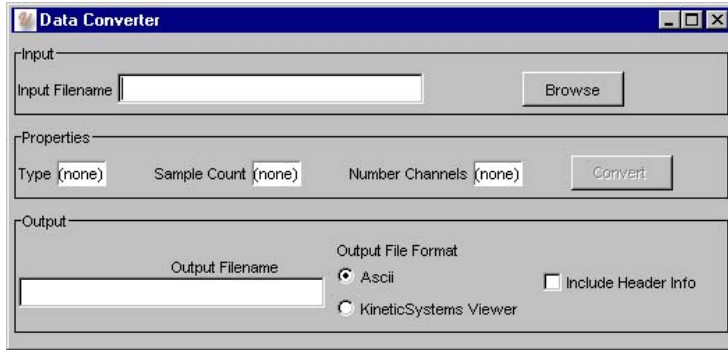 Data Converter
Input
Input Filename
Browse
Properties
Type (none) Sample Count (none) Number Channels (none) Convert
Output
Output Filename
Output File Format
Ascii
KineticSystems Viewer
Include Header Info